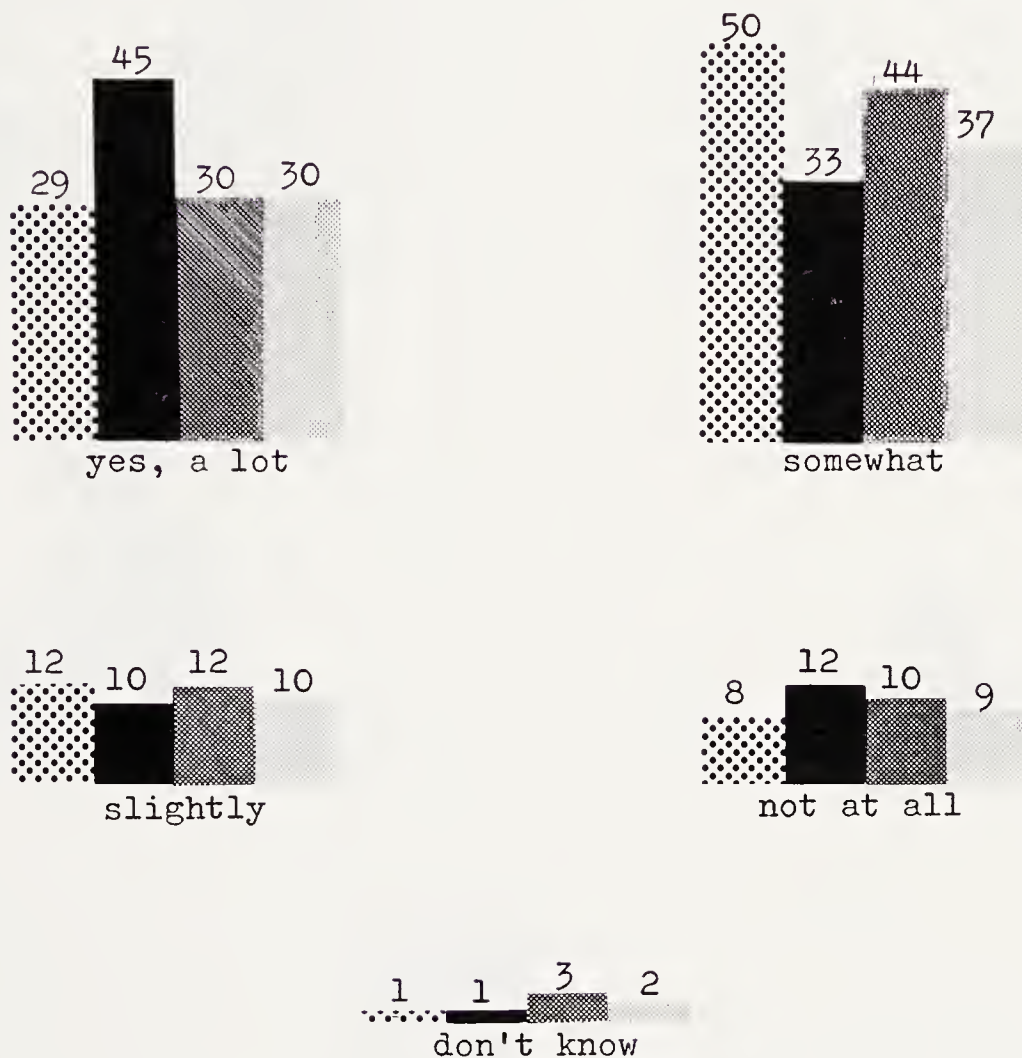 29 45 30 30
yes, a lot
50 33 44 37
somewhat
12 10 12 10
slightly
8 12 10 9
not at all
1 1 3 2
don't know